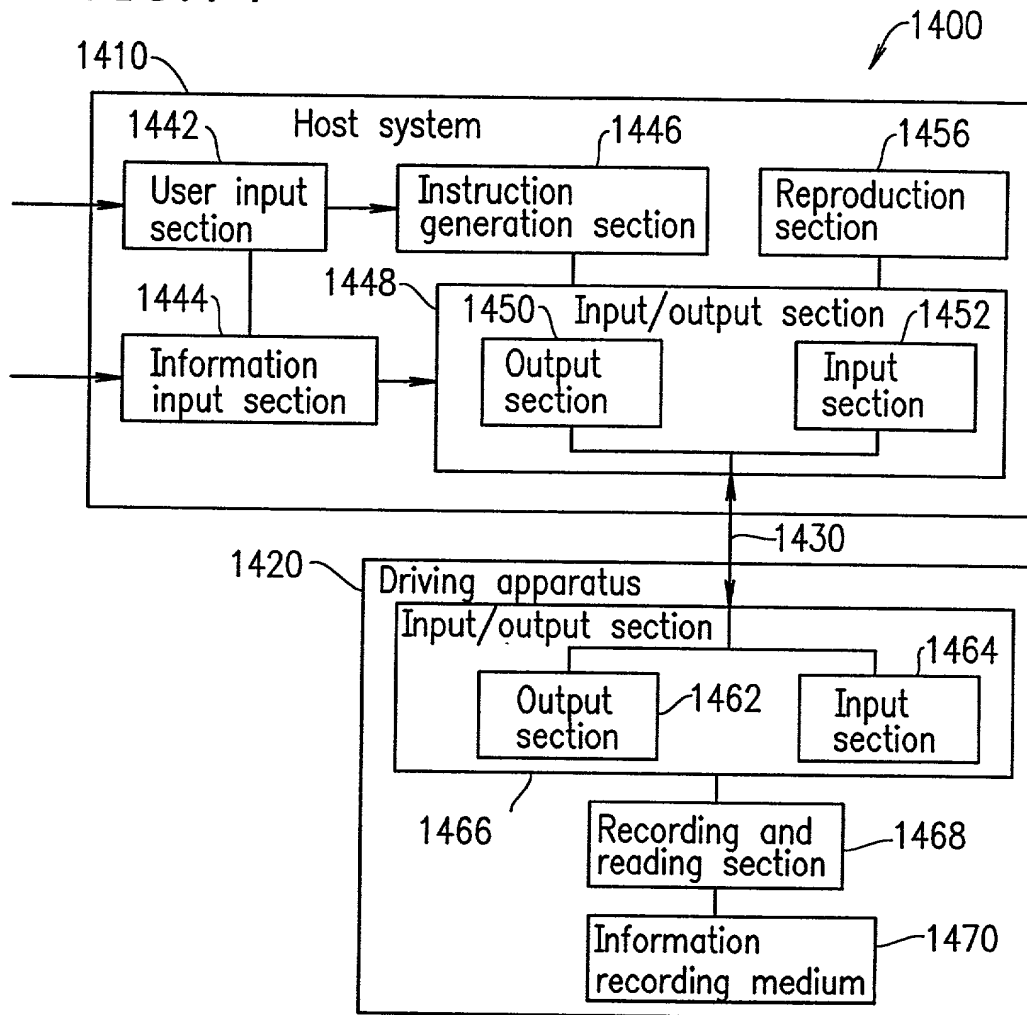 1400
1410
Host system
1442
1446
1456
User input
section
Instruction
generation section
Reproduction
section
1444
1448
Input/output section
1450
1452
Information
input section
Output
section
Input
section
1430
1420
Driving apparatus
Input/output section
1464
Output
section
1462
Input
section
1466
Recording and
reading section
1468
Information
recording medium
1470